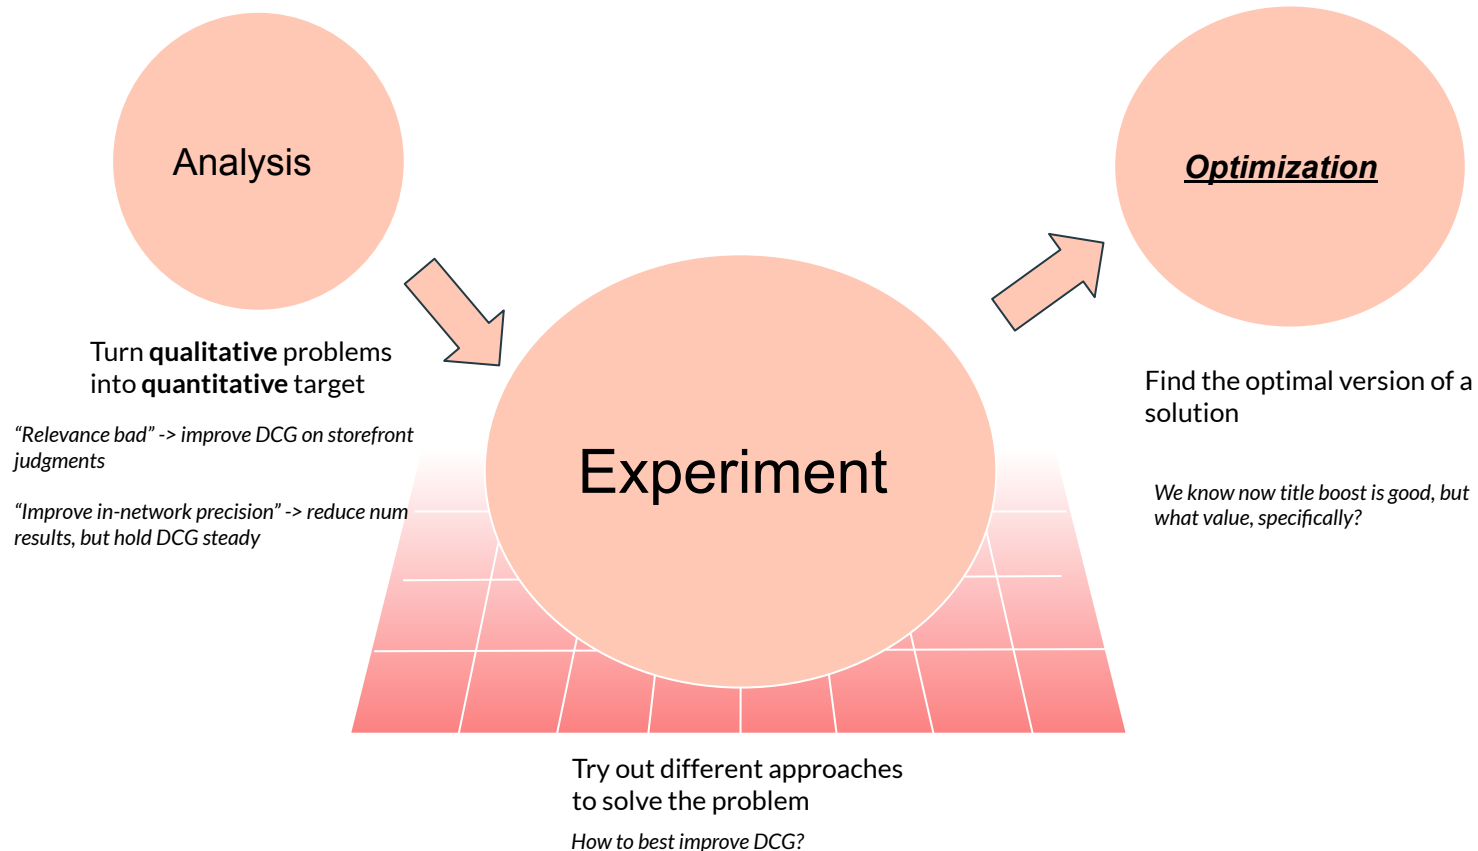 Analysis
Turn qualitative problems
into quantitative target
“Relevance bad” -> improve DCG on storefront
judgments
“Improve in-network precision” -> reduce num
results, but hold DCG steady
Experiment
Try out different approaches
to solve the problem
How to best improve DCG?
Optimization
Find the optimal version of a
solution
We know now title boost is good, but
what value, specifically?